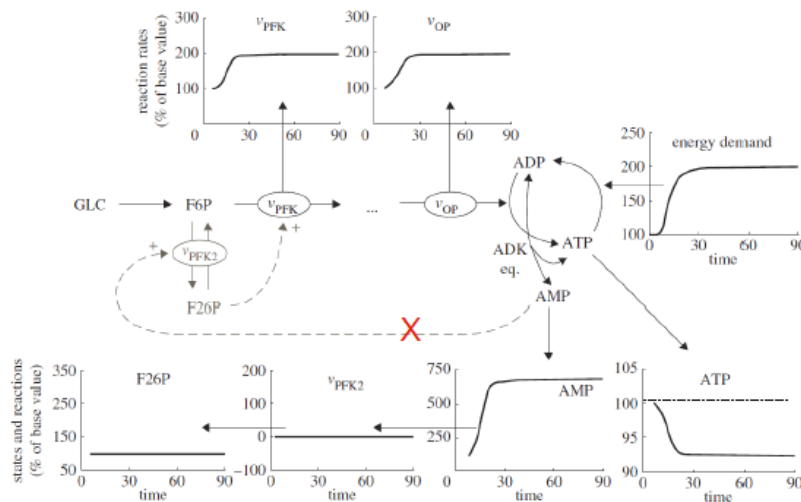 v_PFK
v_OP
reaction rates
(% of base value)
300
200
100
0 30 60 90
300
200
100
0 30 60 90
energy demand
200
150
100
0 30 60 90
time
ADP
GLC
F6P
v_PFK
...
v_OP
ATP
ADK
eq.
+
v_PFK2
+
F26P
AMP
X
states and reactions
(% of base value)
F26P
350
250
150
50
0 30 60 90
time
v_PFK2
100
0
−100
0 30 60 90
time
AMP
750
500
250
0 30 60 90
time
ATP
105
100
95
90
0 30 60 90
time